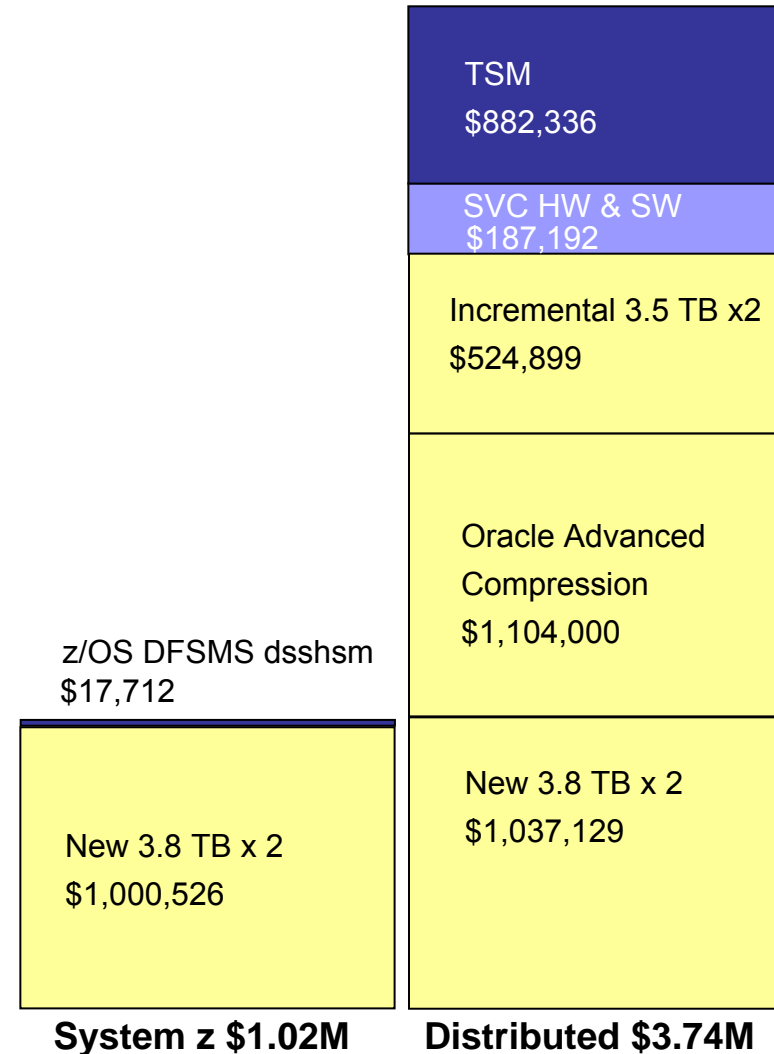 TSM
$882,336
SVC HW & SW
$187,192
Incremental 3.5 TB x2
$524,899
Oracle Advanced
Compression
$1,104,000
New 3.8 TB x 2
$1,037,129
z/OS DFSMS dsshsm
$17,712
New 3.8 TB x 2
$1,000,526
System z $1.02M
Distributed $3.74M